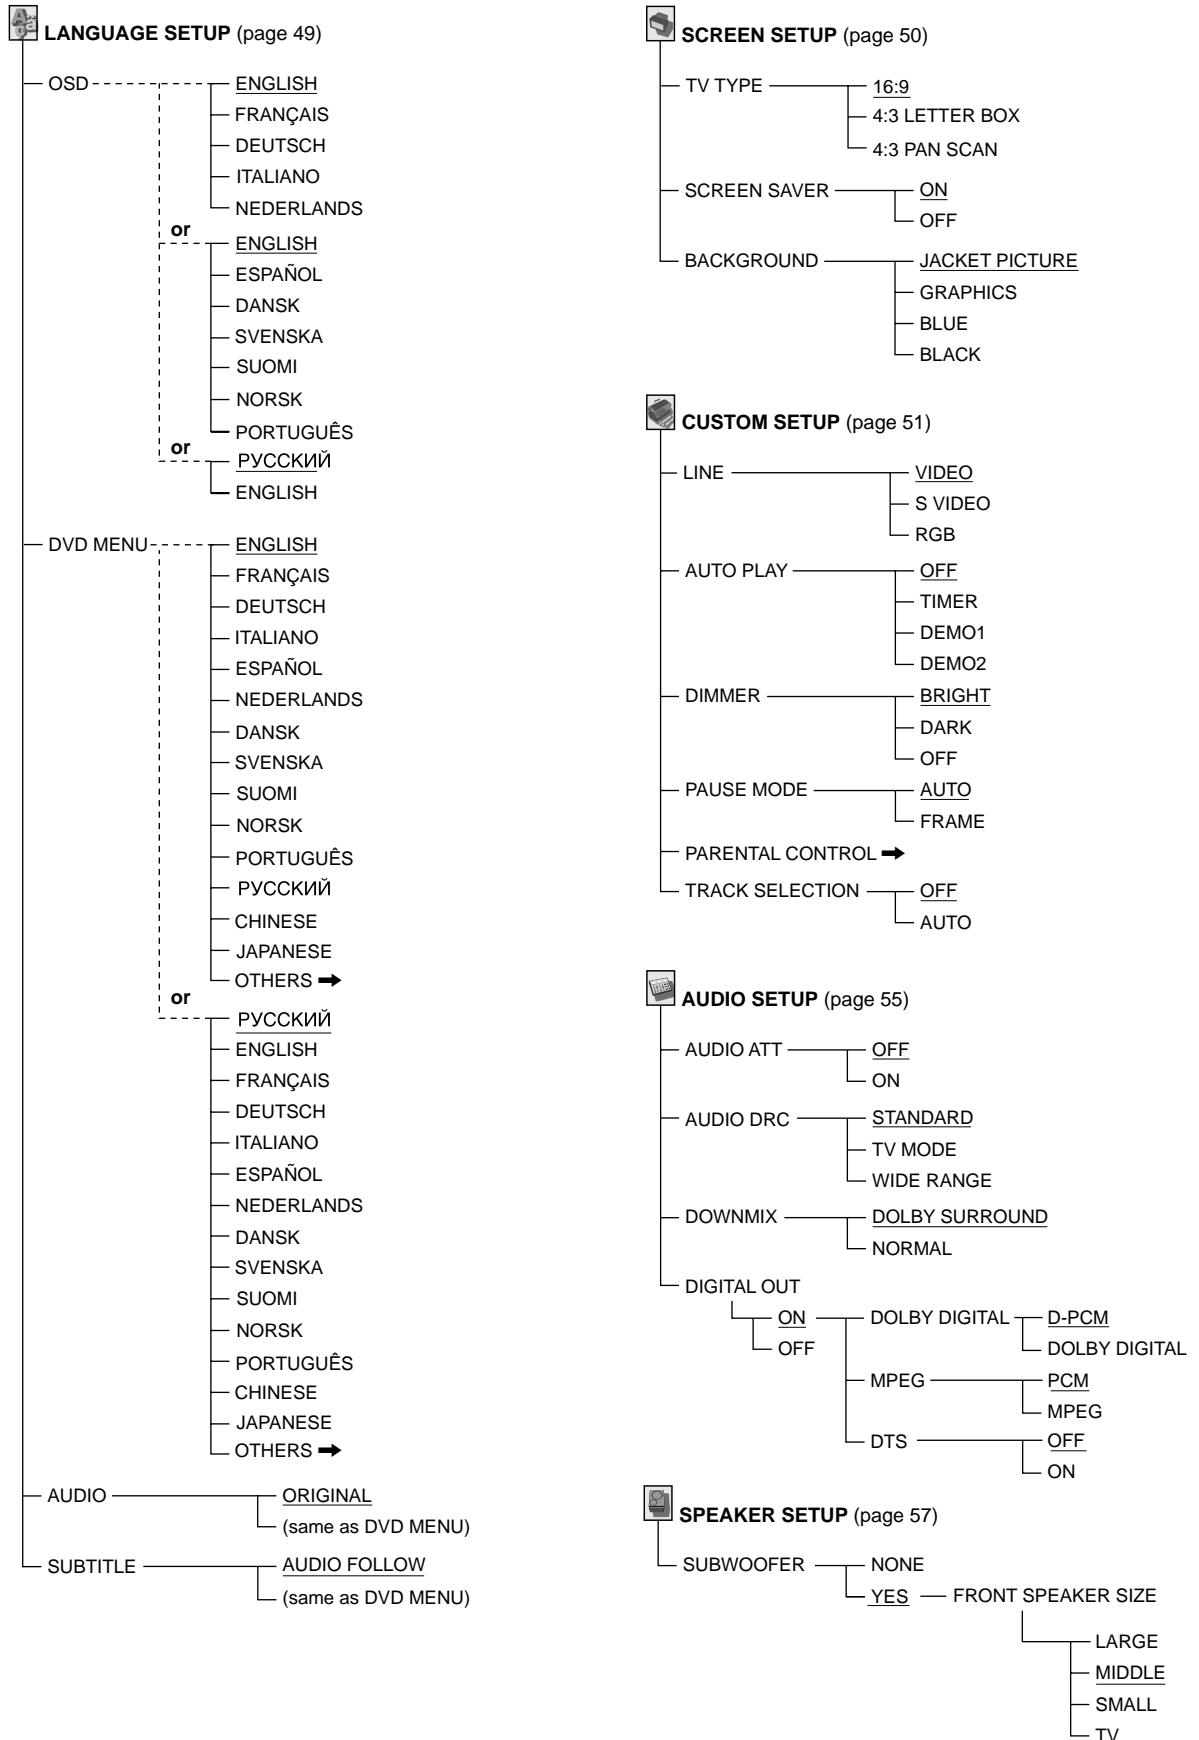 LANGUAGE SETUP (page 49)
OSD
ENGLISH
FRANÇAIS
DEUTSCH
ITALIANO
NEDERLANDS
or
ENGLISH
ESPAÑOL
DANSK
SVENSKA
SUOMI
NORSK
PORTUGUÊS
or
РУССКИЙ
ENGLISH
DVD MENU
ENGLISH
FRANÇAIS
DEUTSCH
ITALIANO
ESPAÑOL
NEDERLANDS
DANSK
SVENSKA
SUOMI
NORSK
PORTUGUÊS
РУССКИЙ
CHINESE
JAPANESE
OTHERS ➡
or
РУССКИЙ
ENGLISH
FRANÇAIS
DEUTSCH
ITALIANO
ESPAÑOL
NEDERLANDS
DANSK
SVENSKA
SUOMI
NORSK
PORTUGUÊS
CHINESE
JAPANESE
OTHERS ➡
AUDIO
ORIGINAL
(same as DVD MENU)
SUBTITLE
AUDIO FOLLOW
(same as DVD MENU)
SCREEN SETUP (page 50)
TV TYPE
16:9
4:3 LETTER BOX
4:3 PAN SCAN
SCREEN SAVER
ON
OFF
BACKGROUND
JACKET PICTURE
GRAPHICS
BLUE
BLACK
CUSTOM SETUP (page 51)
LINE
VIDEO
S VIDEO
RGB
AUTO PLAY
OFF
TIMER
DEMO1
DEMO2
DIMMER
BRIGHT
DARK
OFF
PAUSE MODE
AUTO
FRAME
PARENTAL CONTROL ➡
TRACK SELECTION
OFF
AUTO
AUDIO SETUP (page 55)
AUDIO ATT
OFF
ON
AUDIO DRC
STANDARD
TV MODE
WIDE RANGE
DOWNMIX
DOLBY SURROUND
NORMAL
DIGITAL OUT
ON
OFF
DOLBY DIGITAL
D-PCM
DOLBY DIGITAL
MPEG
PCM
MPEG
DTS
OFF
ON
SPEAKER SETUP (page 57)
SUBWOOFER
NONE
YES
FRONT SPEAKER SIZE
LARGE
MIDDLE
SMALL
TV